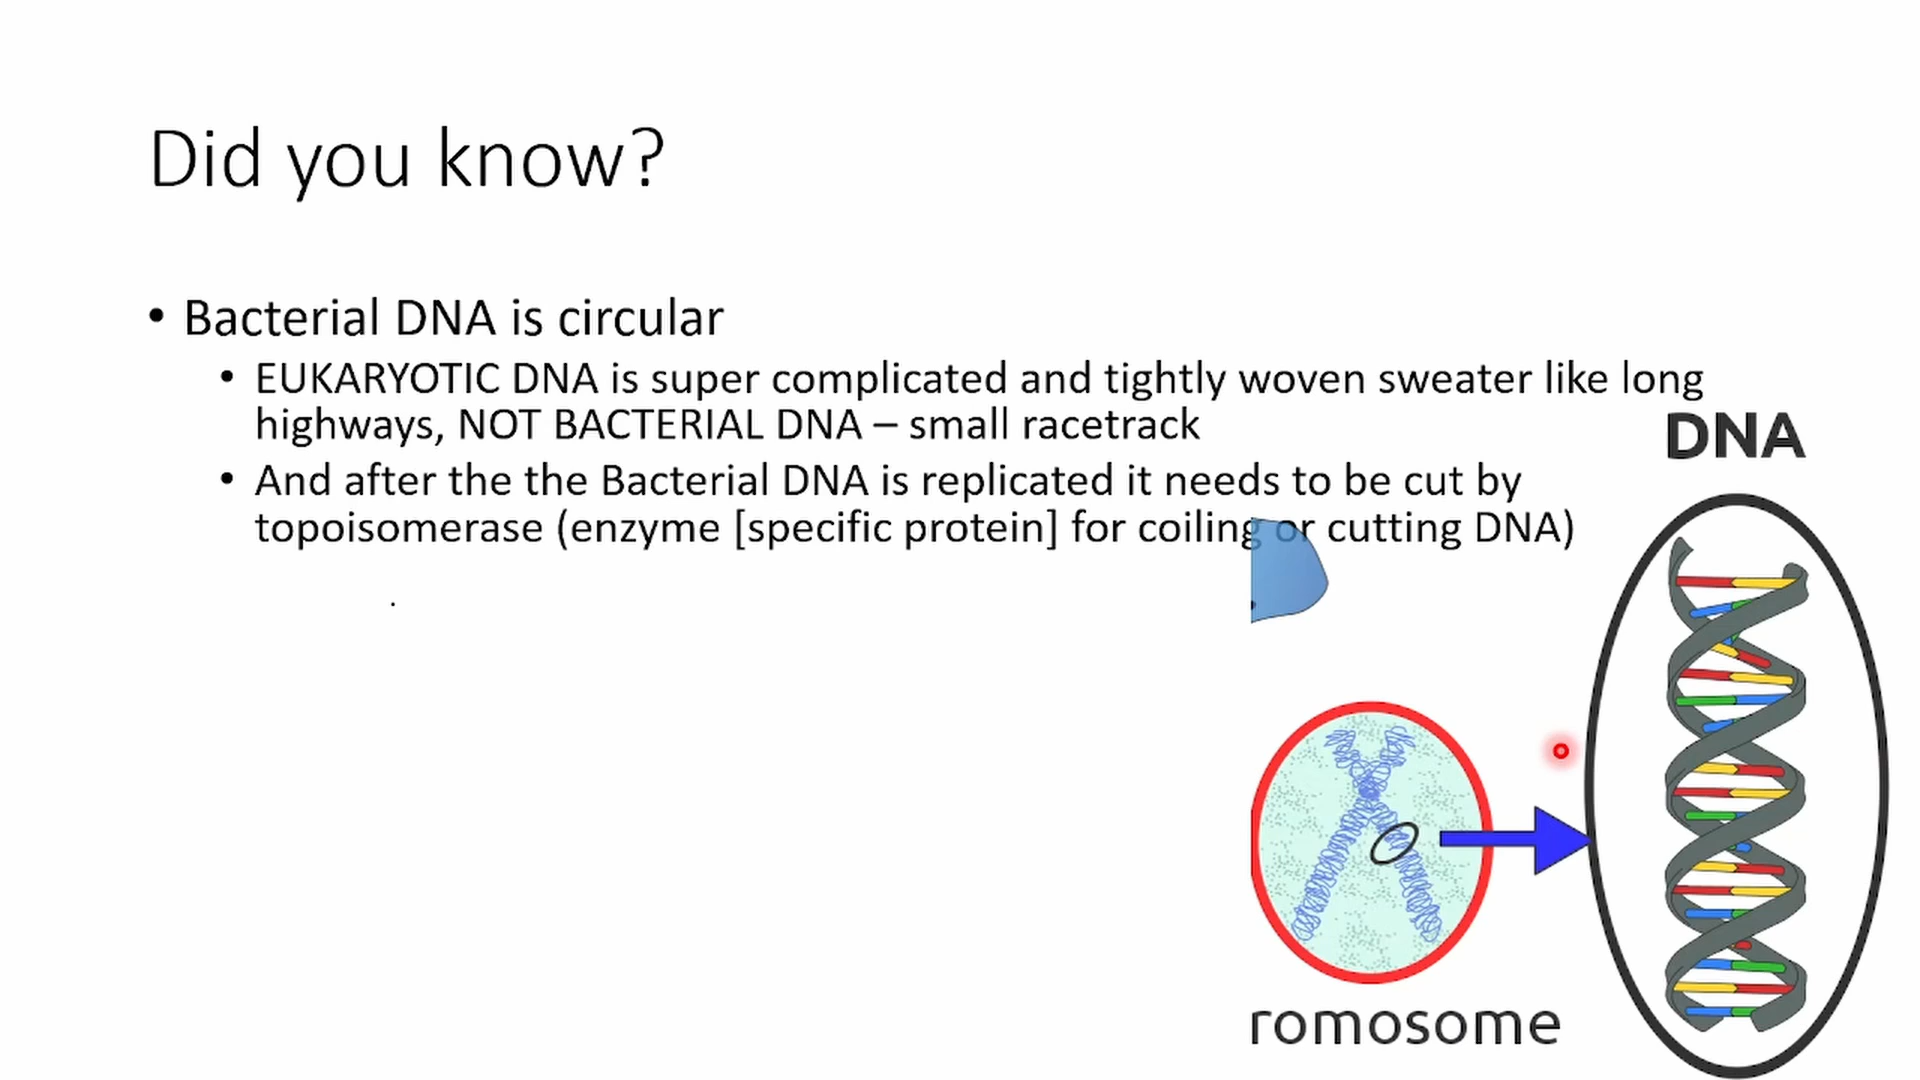 Did you know?
• Bacterial DNA is circular
• EUKARYOTIC DNA is super complicated and tightly woven sweater like long
highways, NOT BACTERIAL DNA – small racetrack
• And after the the Bacterial DNA is replicated it needs to be cut by
topoisomerase (enzyme [specific protein] for coiling or cutting DNA)
DNA
romosome